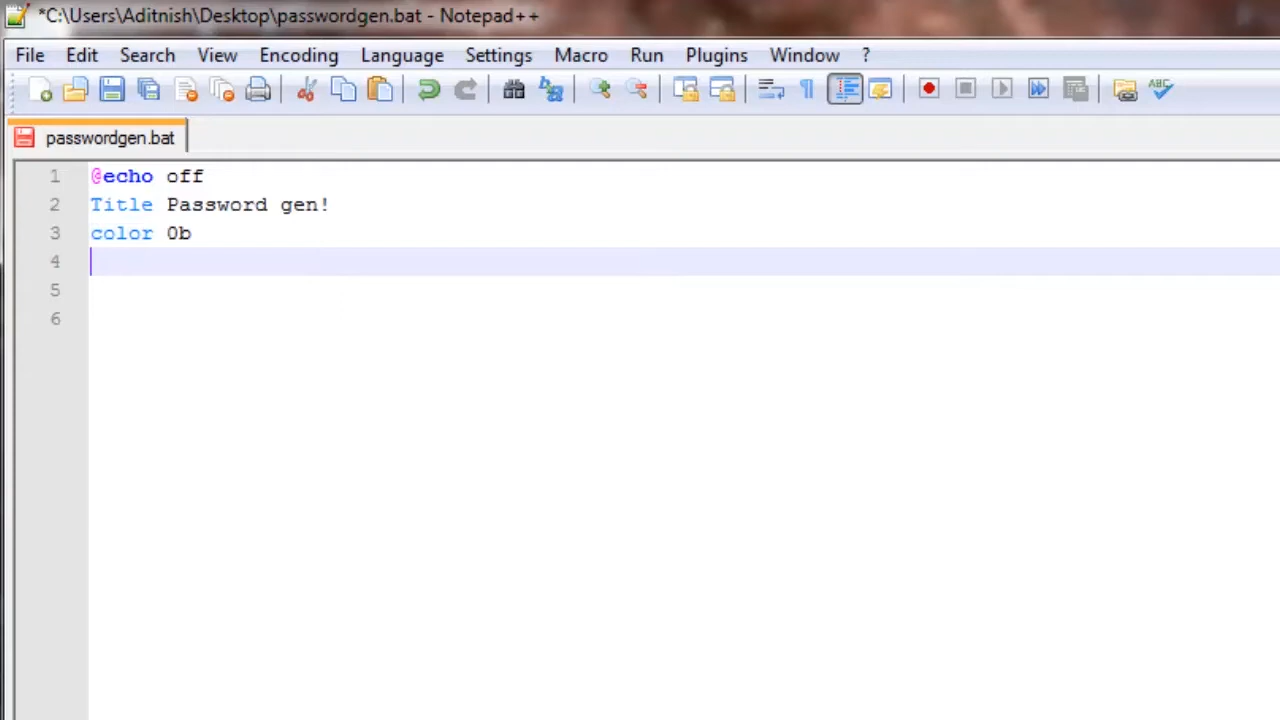 *C:\Users\Aditnish\Desktop\passwordgen.bat - Notepad++
File Edit Search View Encoding Language Settings Macro Run Plugins Window ?
ABC
passwordgen.bat
1 @echo off
2 Title Password gen!
3 color 0b
4
5
6